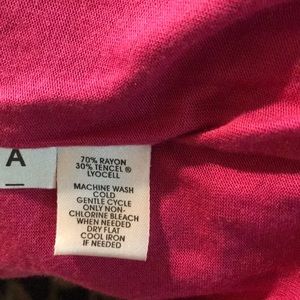 A
70% RAYON
30% TENCEL ®
LYOCELL
MACHINE WASH
COLD
GENTLE CYCLE
ONLY NON-
CHLORINE BLEACH
WHEN NEEDED
DRY FLAT
COOL IRON
IF NEEDED